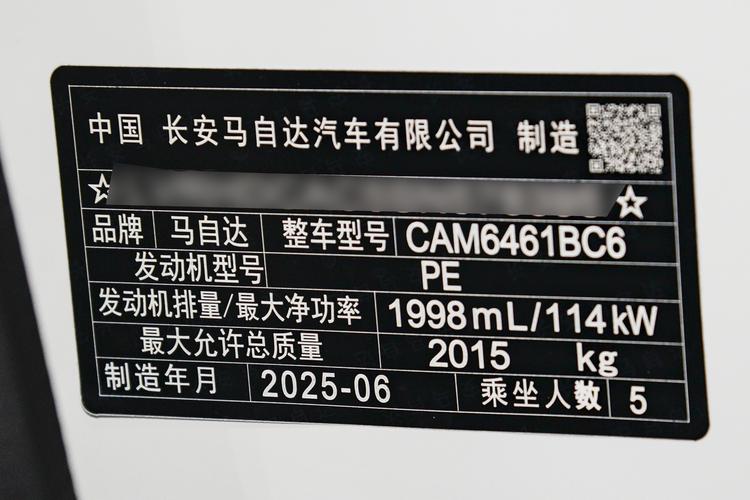 中国 长安马自达汽车有限公司 制造
☆ ☆
品牌 马自达 整车型号 CAM6461BC6
发动机型号 PE
发动机排量/最大净功率 1998mL/114kW
最大允许总质量 2015 kg
制造年月 2025-06 乘坐人数 5